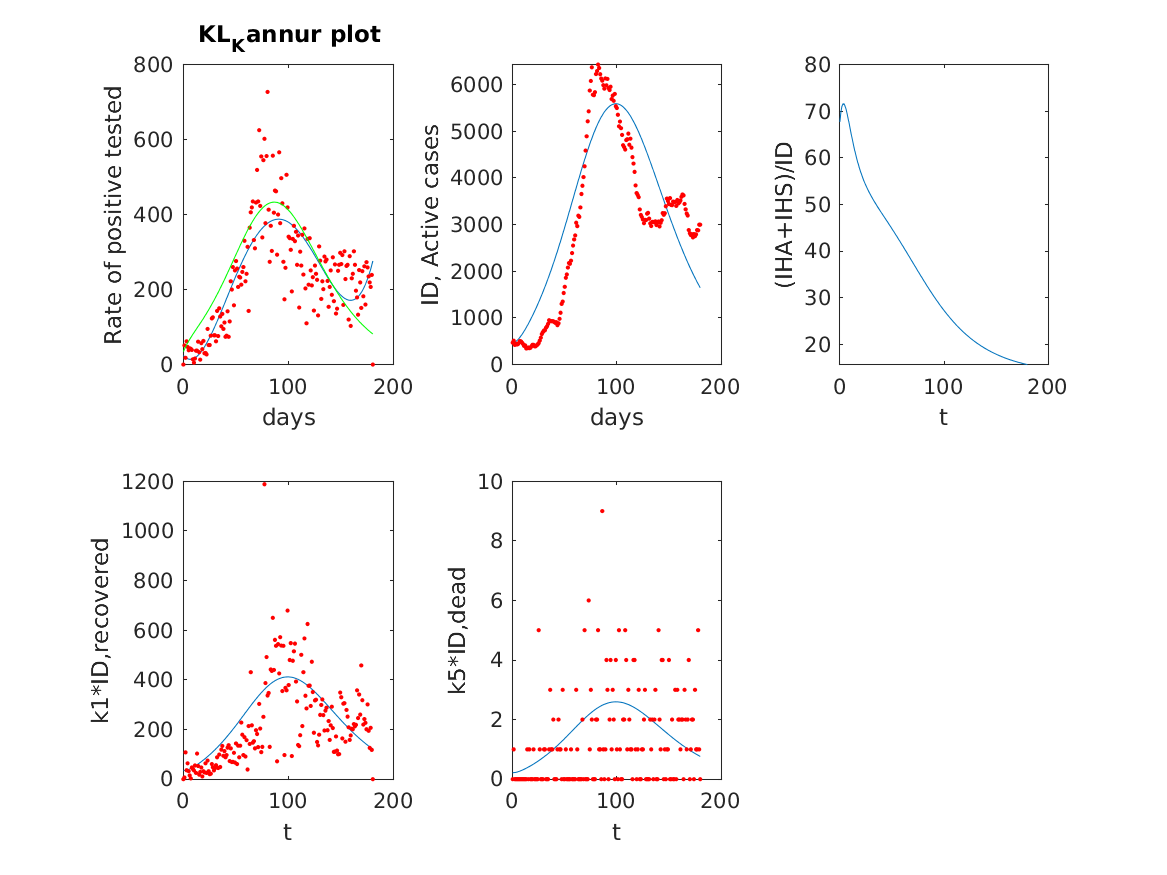 KL_Kannur plot
Rate of positive tested
800
600
400
200
0
0 100 200
days
ID, Active cases
6000
5000
4000
3000
2000
1000
0
0 100 200
days
(IHA+IHS)/ID
80
70
60
50
40
30
20
0 100 200
t
k1*ID,recovered
1200
1000
800
600
400
200
0
0 100 200
t
k5*ID,dead
10
8
6
4
2
0
0 100 200
t